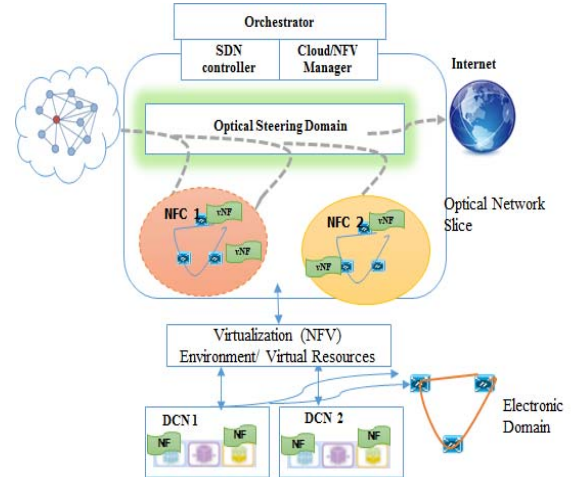 Orchestrator
SDN
controller
Cloud/NFV
Manager
Internet
Optical Steering Domain
NFC 1
vNF
vNF
NFC 2
vNF
vNF
Optical Network
Slice
Virtualization (NFV)
Environment/ Virtual Resources
DCN 1
NF
NF
DCN 2
NF
NF
Electronic
Domain